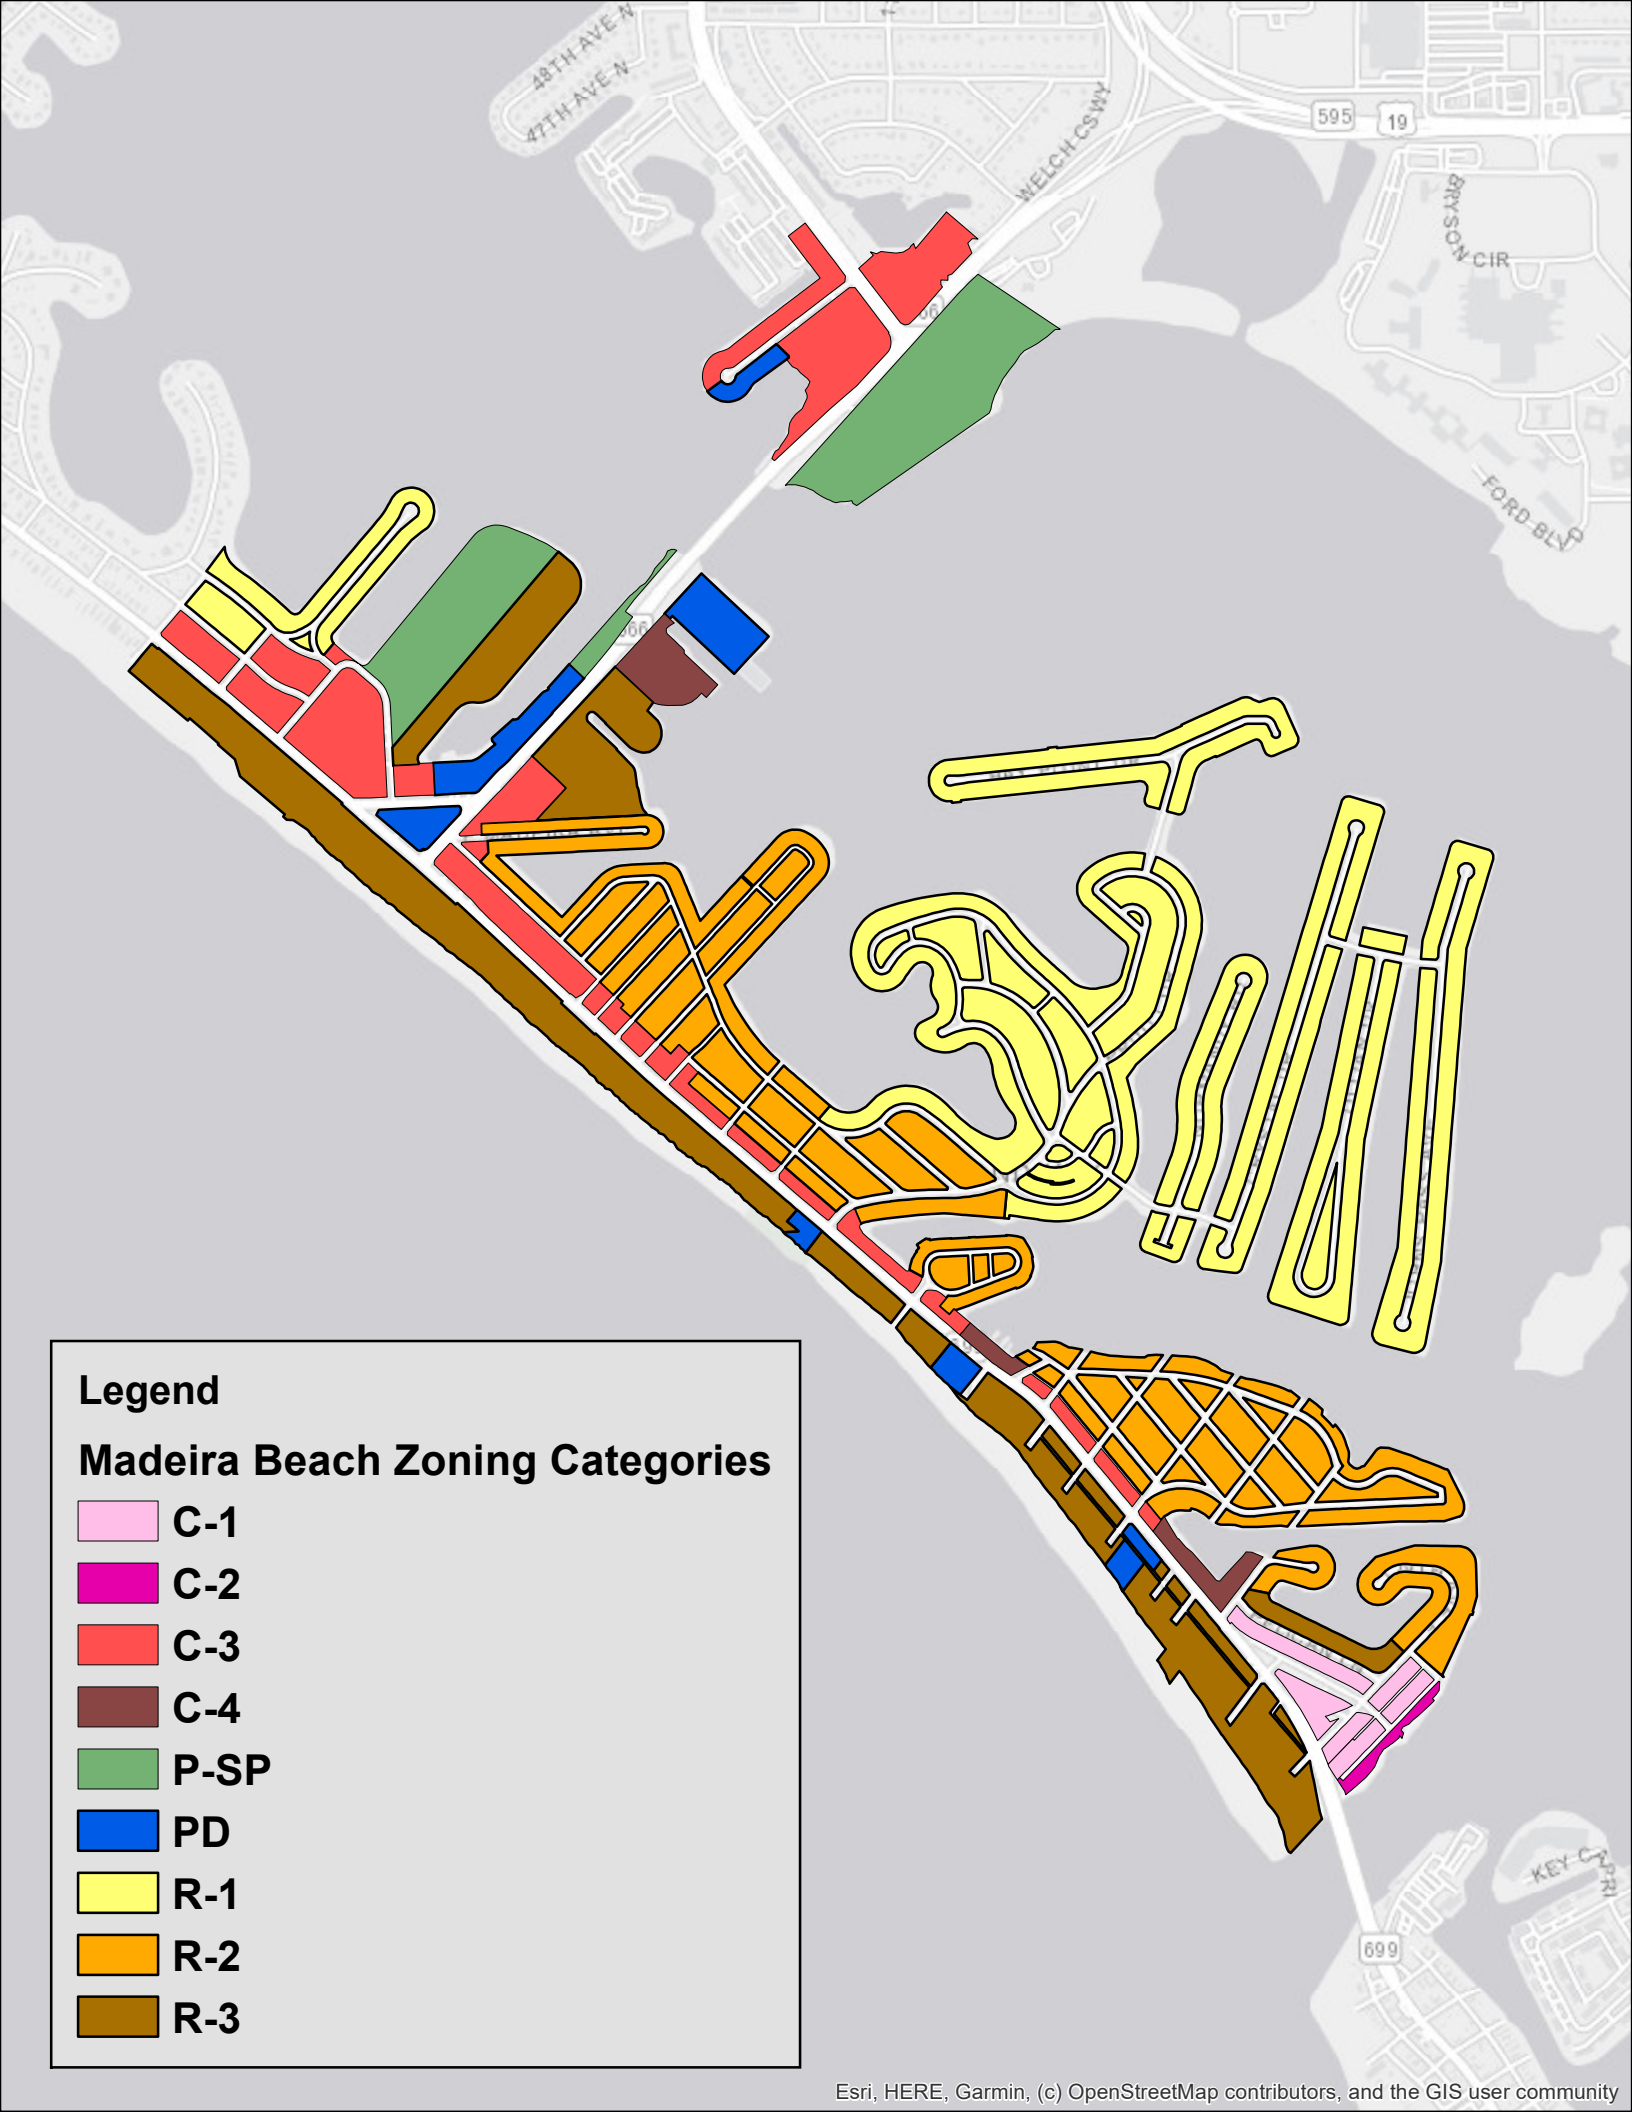 48TH AVE N
47TH AVE N
WELCH CSWY
595
19
BRYSON CIR
FORD BLVD
666
699
Legend
Madeira Beach Zoning Categories
C-1
C-2
C-3
C-4
P-SP
PD
R-1
R-2
R-3
KEY CAPRI
699
Esri, HERE, Garmin, (c) OpenStreetMap contributors, and the GIS user community